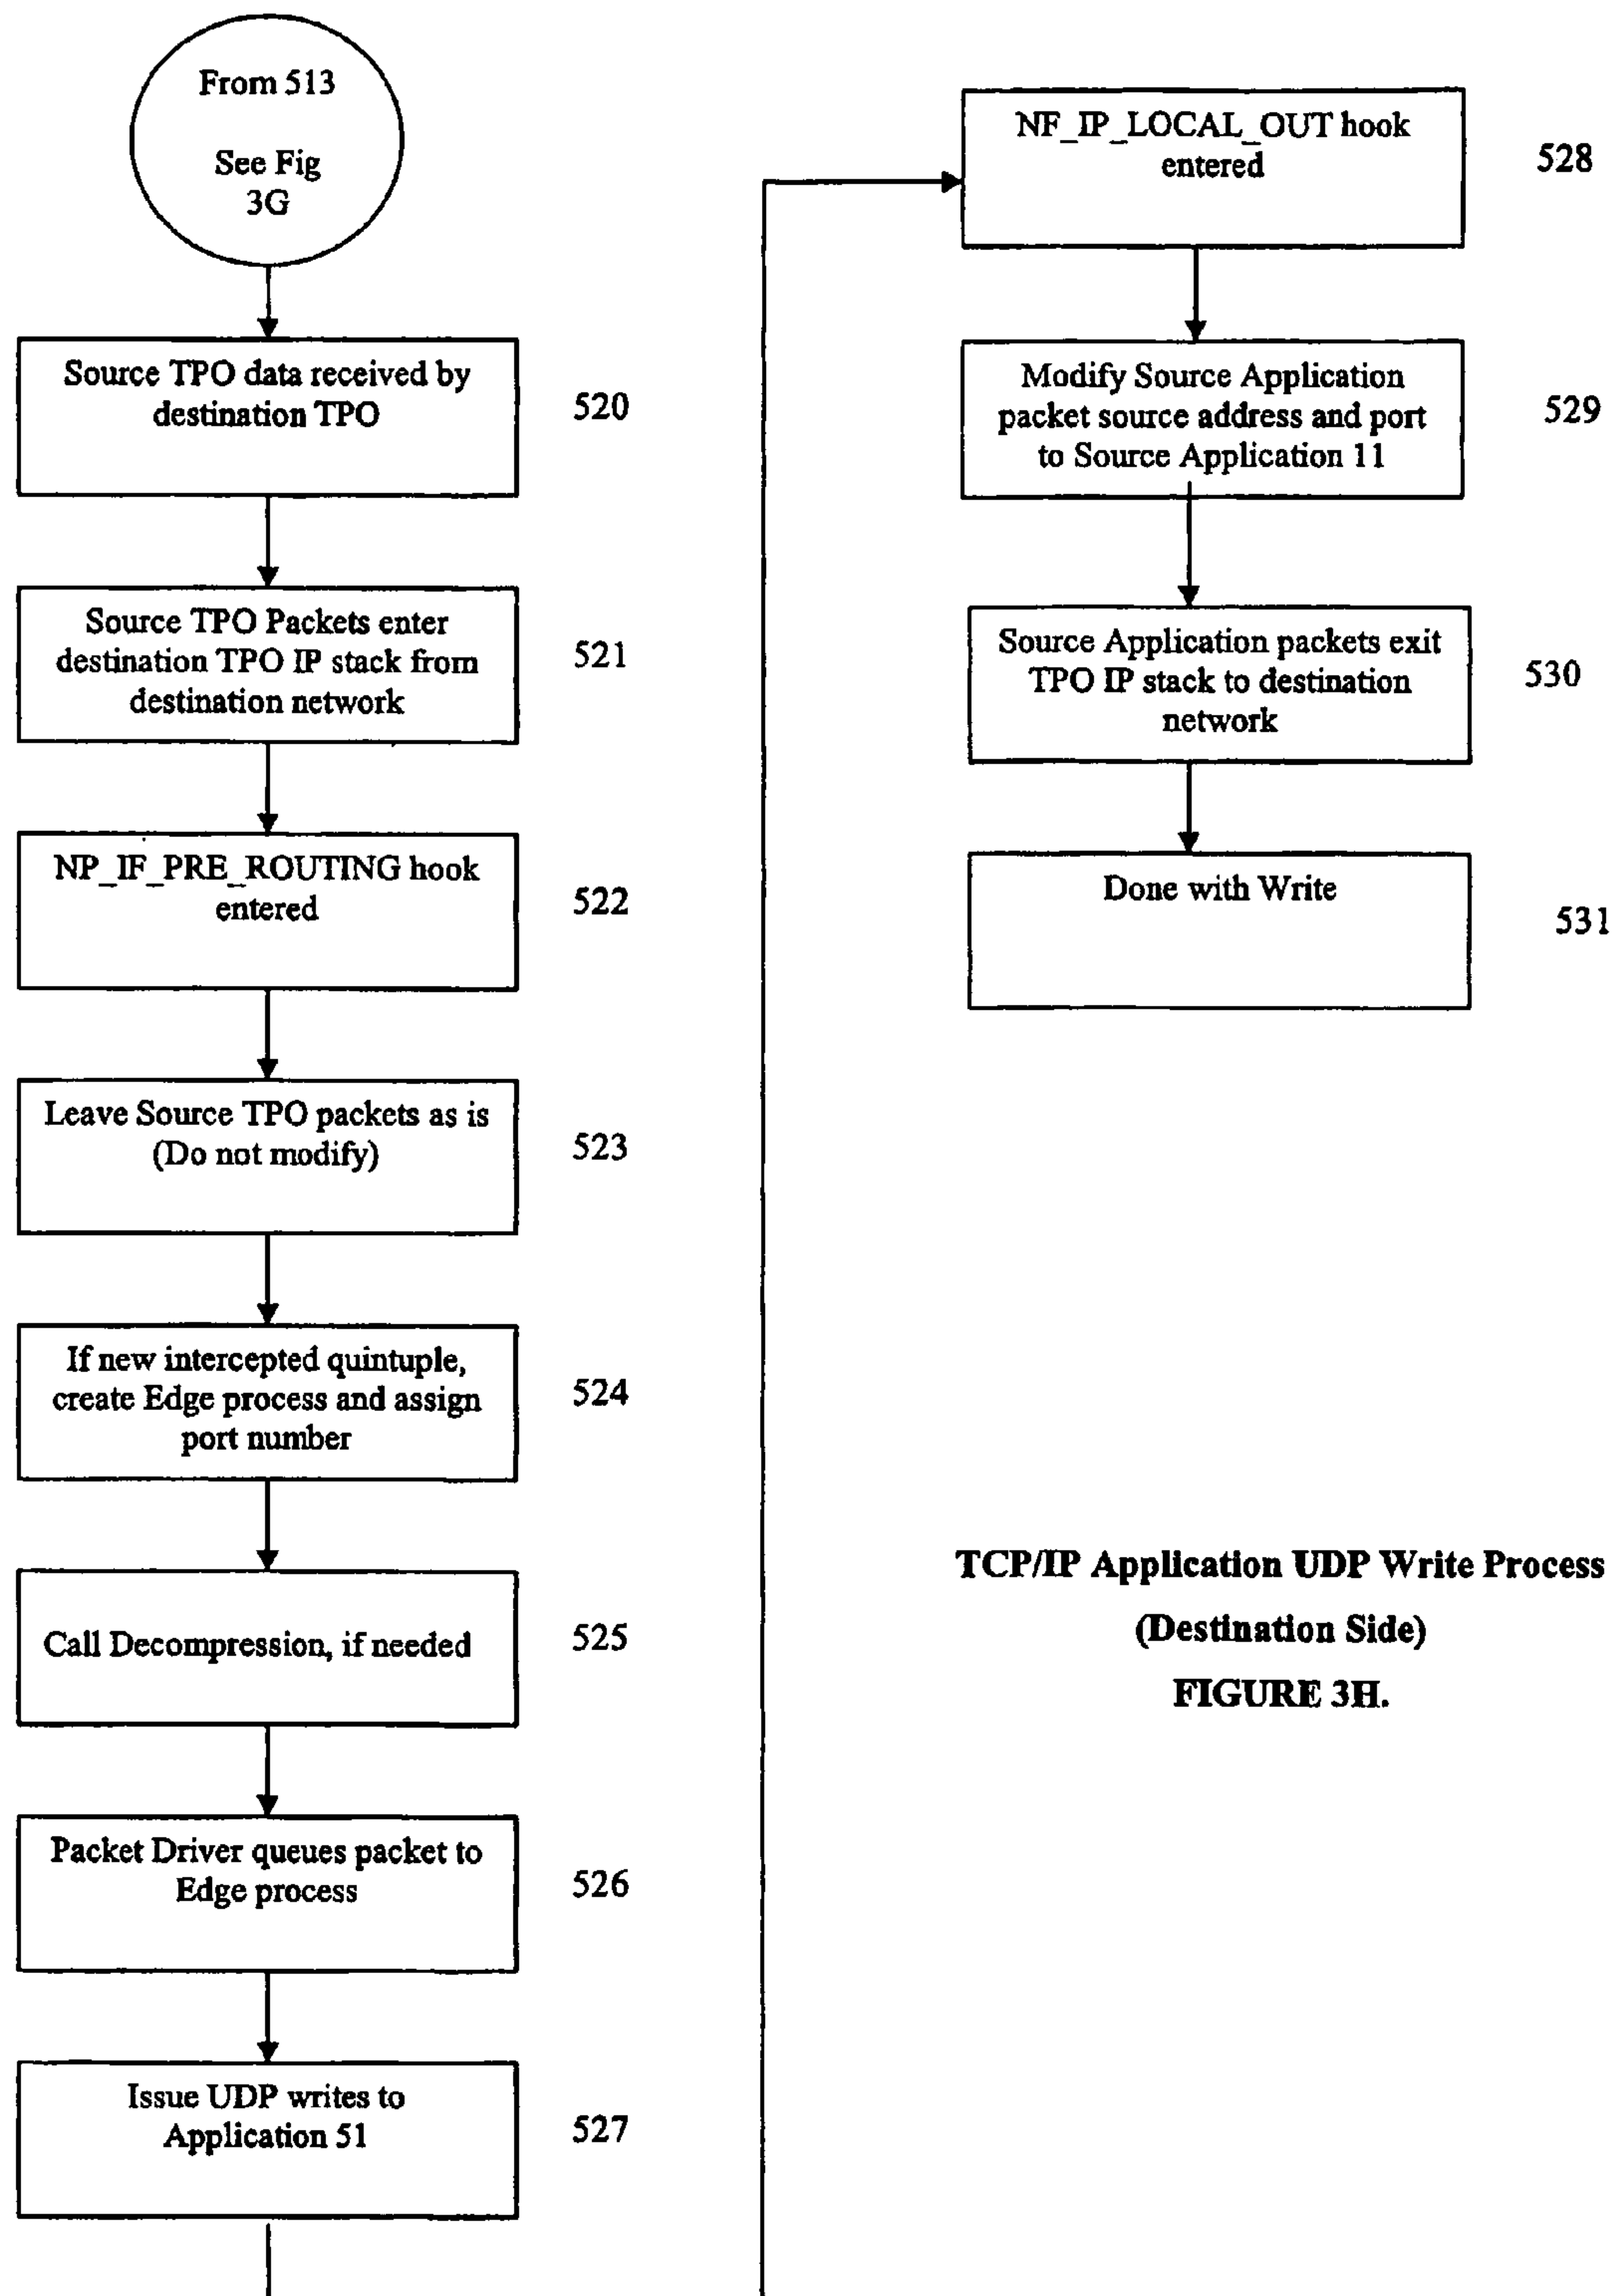 From 513
See Fig
3G
Source TPO data received by
destination TPO
520
Source TPO Packets enter
destination TPO IP stack from
destination network
521
NP_IF_PRE_ROUTING hook
entered
522
Leave Source TPO packets as is
(Do not modify)
523
If new intercepted quintuple,
create Edge process and assign
port number
524
Call Decompression, if needed
525
Packet Driver queues packet to
Edge process
526
Issue UDP writes to
Application 51
527
NF_IP_LOCAL_OUT hook
entered
528
Modify Source Application
packet source address and port
to Source Application 11
529
Source Application packets exit
TPO IP stack to destination
network
530
Done with Write
531
TCP/IP Application UDP Write Process
(Destination Side)
FIGURE 3H.